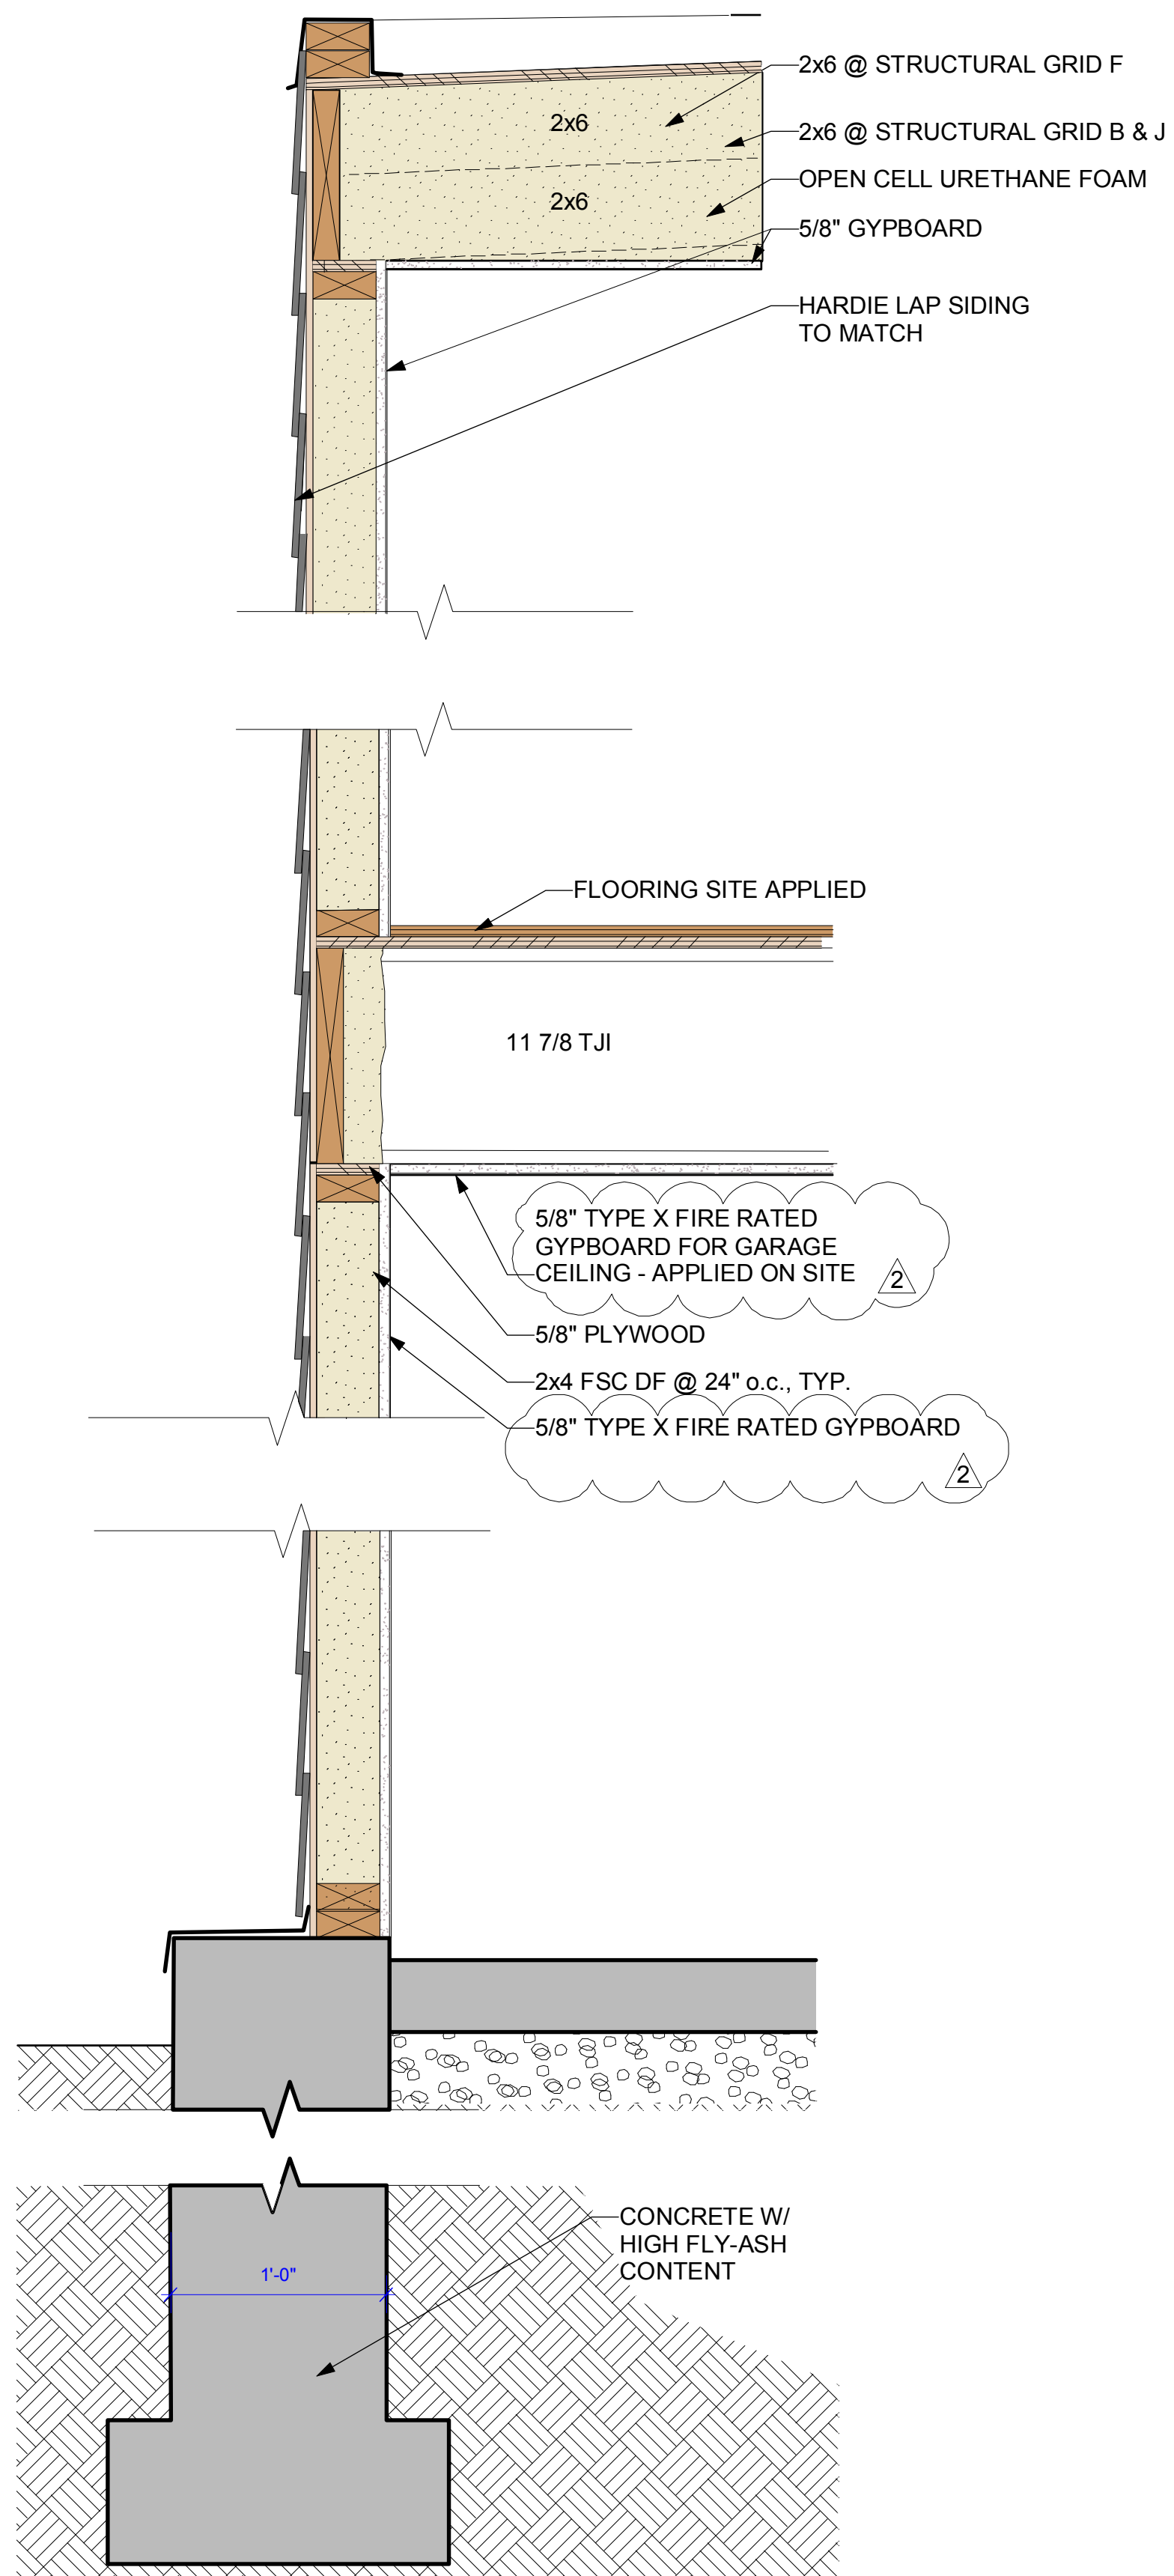 2x6 @ STRUCTURAL GRID F
2x6
2x6 @ STRUCTURAL GRID B & J
OPEN CELL URETHANE FOAM
2x6
5/8" GYPBOARD
HARDIE LAP SIDING
TO MATCH
FLOORING SITE APPLIED
11 7/8 TJI
5/8" TYPE X FIRE RATED
GYPBOARD FOR GARAGE
CEILING - APPLIED ON SITE
2
5/8" PLYWOOD
2x4 FSC DF @ 24" o.c., TYP.
5/8" TYPE X FIRE RATED GYPBOARD
2
CONCRETE W/
HIGH FLY-ASH
CONTENT
1'-0"